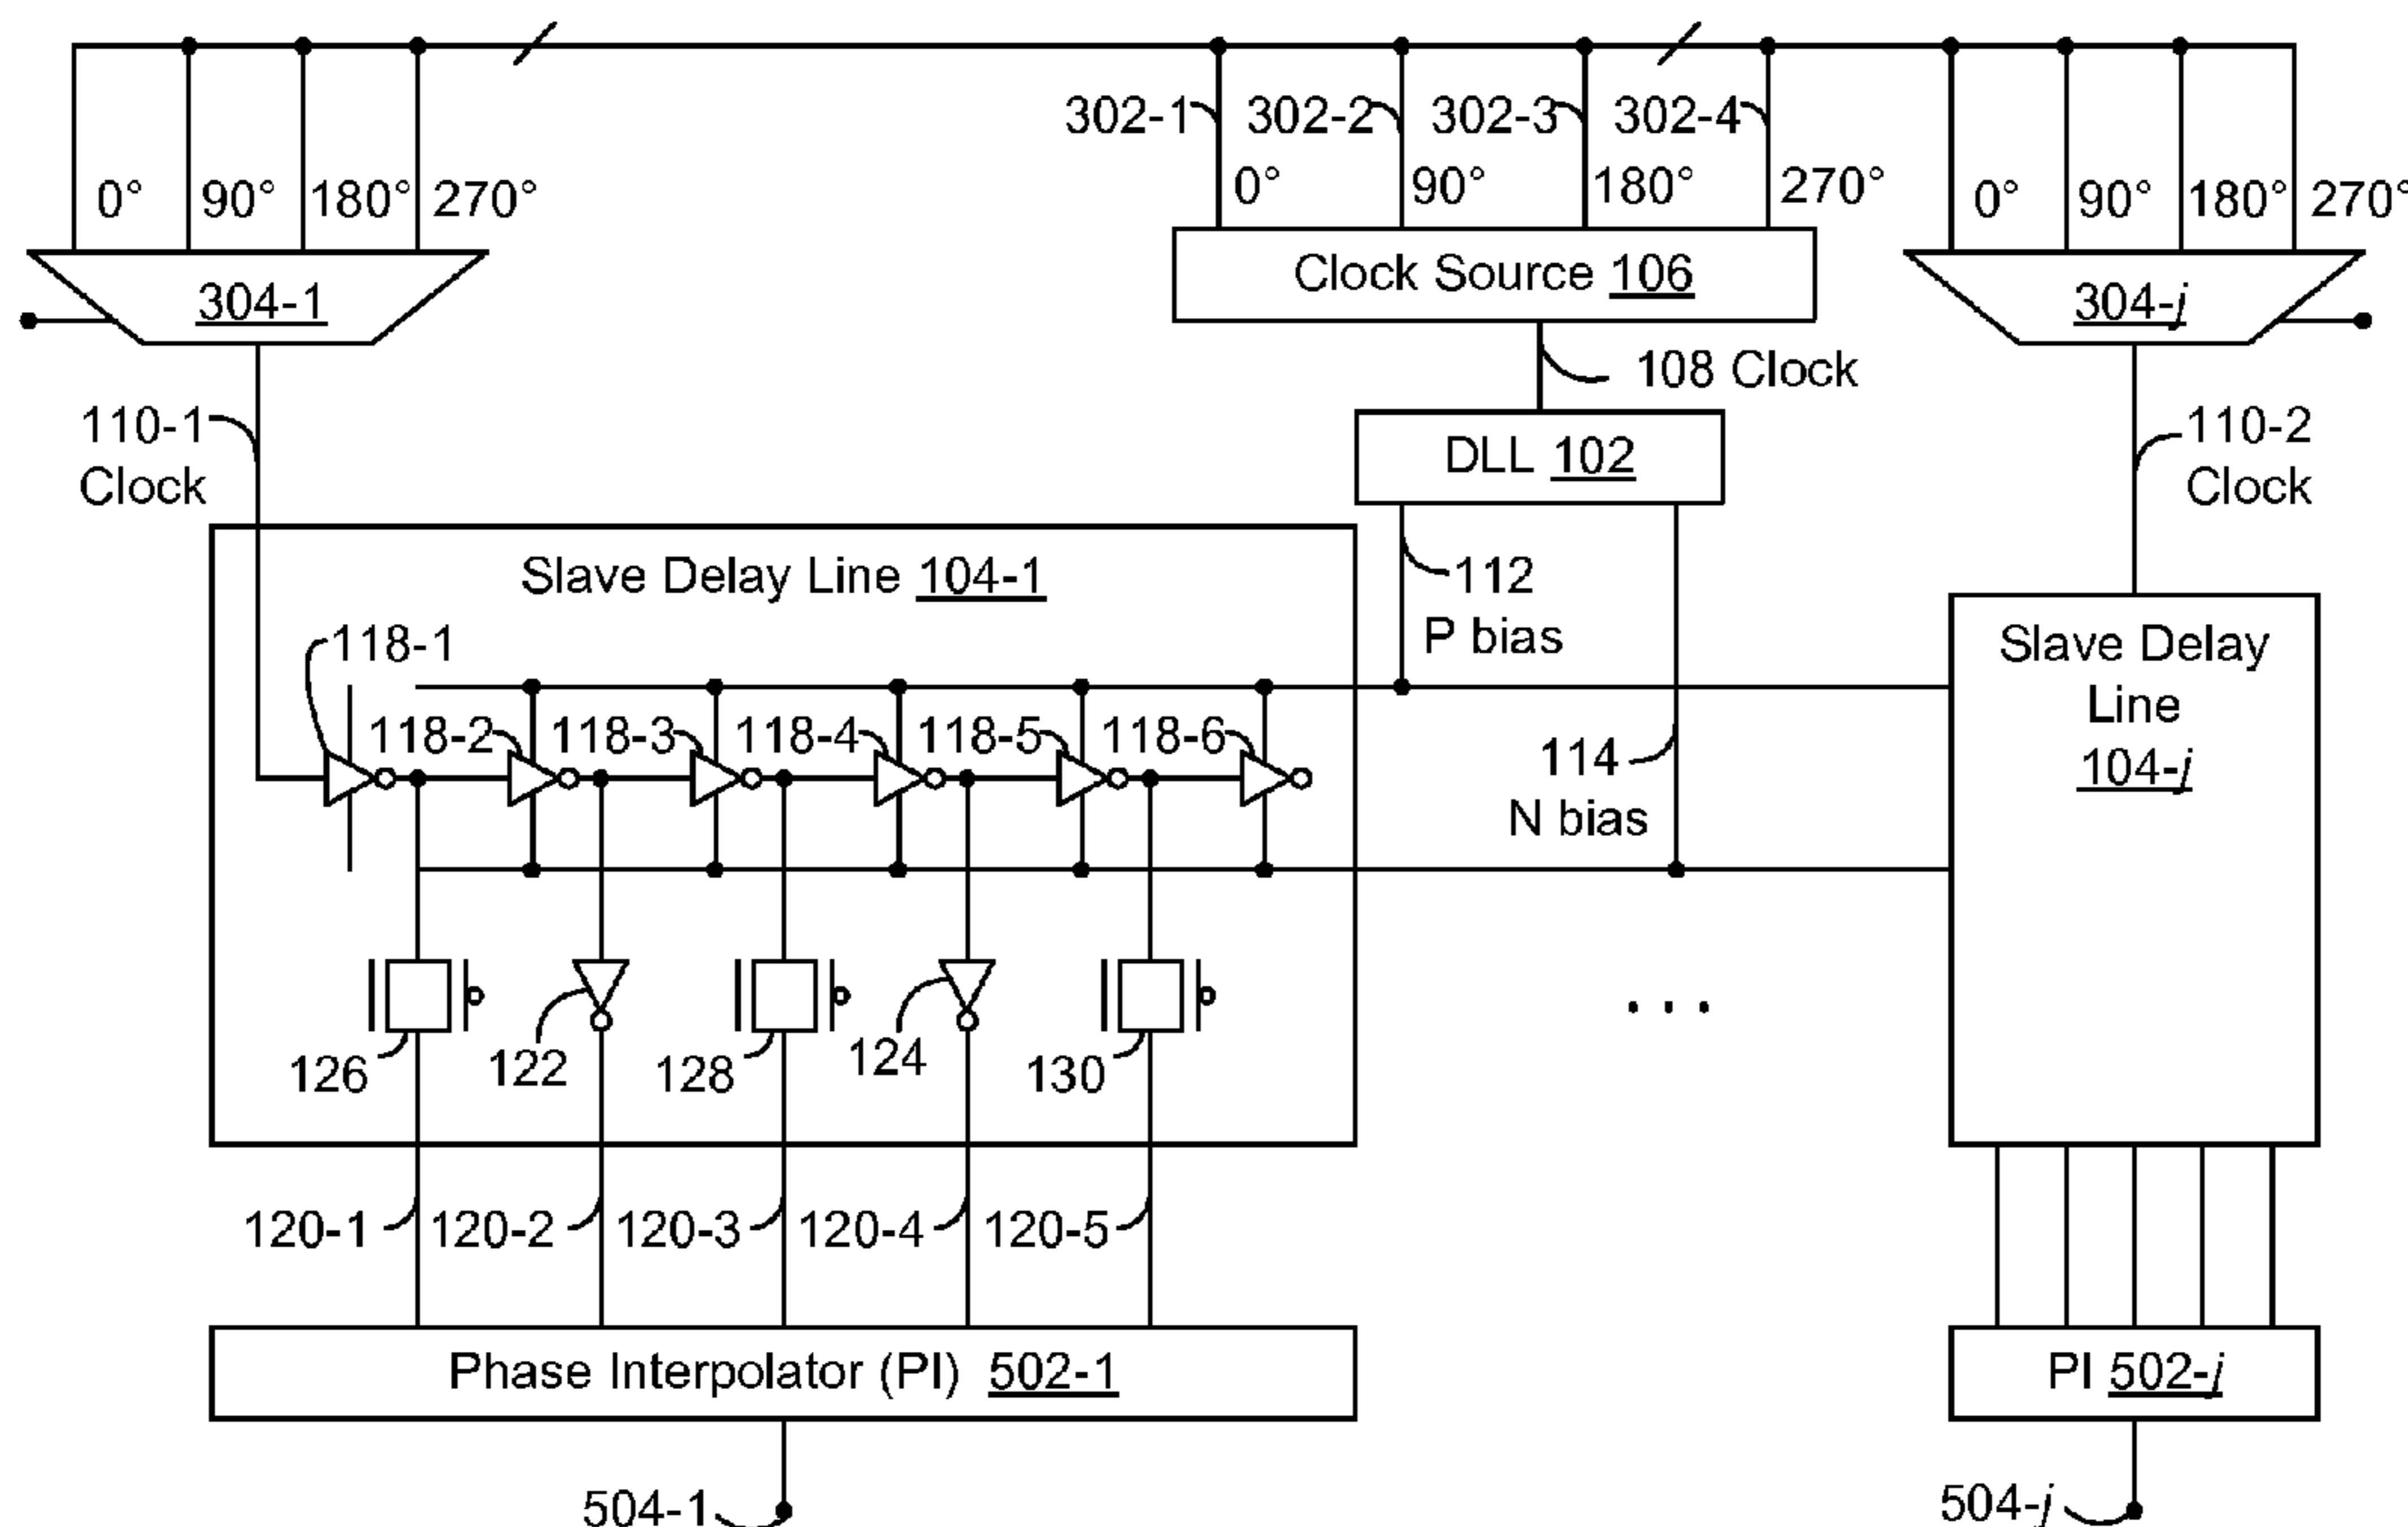 302-1 302-2 302-3 302-4
0° 90° 180° 270°
0° 90° 180° 270°
0° 90° 180° 270°
304-1
Clock Source 106
304-j
108 Clock
110-1
Clock
DLL 102
110-2
Clock
Slave Delay Line 104-1
112
P bias
118-1
118-2 118-3 118-4 118-5 118-6
114
N bias
Slave Delay
Line
104-j
126 122 128 124 130
. . .
120-1 120-2 120-3 120-4 120-5
Phase Interpolator (PI) 502-1
PI 502-j
504-1
504-j